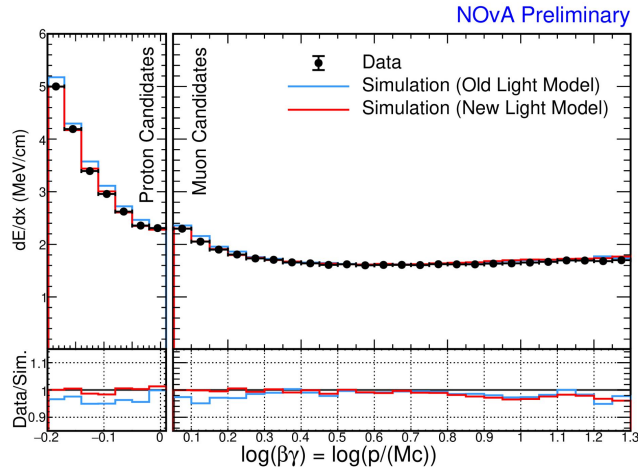 NOvA Preliminary
6
5
4
3
2
1
dE/dx (MeV/cm)
Proton Candidates
Muon Candidates
Data
Simulation (Old Light Model)
Simulation (New Light Model)
Data/Sim.
1.1
1
0.9
−0.2 −0.1 0 0.1 0.2 0.3 0.4 0.5 0.6 0.7 0.8 0.9 1 1.1 1.2 1.3
log(βγ) = log(p/(Mc))